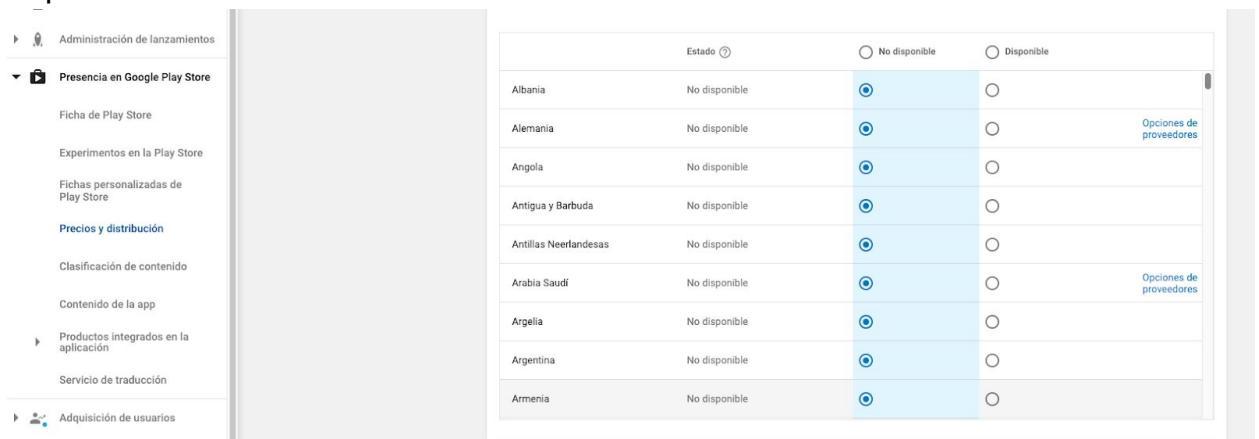 Administración de lanzamientos
Presencia en Google Play Store
Ficha de Play Store
Experimentos en la Play Store
Fichas personalizadas de
Play Store
Precios y distribución
Clasificación de contenido
Contenido de la app
Productos integrados en la
aplicación
Servicio de traducción
Adquisición de usuarios
Estado No disponible Disponible
Albania No disponible
Alemania No disponible Opciones de
proveedores
Angola No disponible
Antigua y Barbuda No disponible
Antillas Neerlandesas No disponible
Arabia Saudí No disponible Opciones de
proveedores
Argelia No disponible
Argentina No disponible
Armenia No disponible